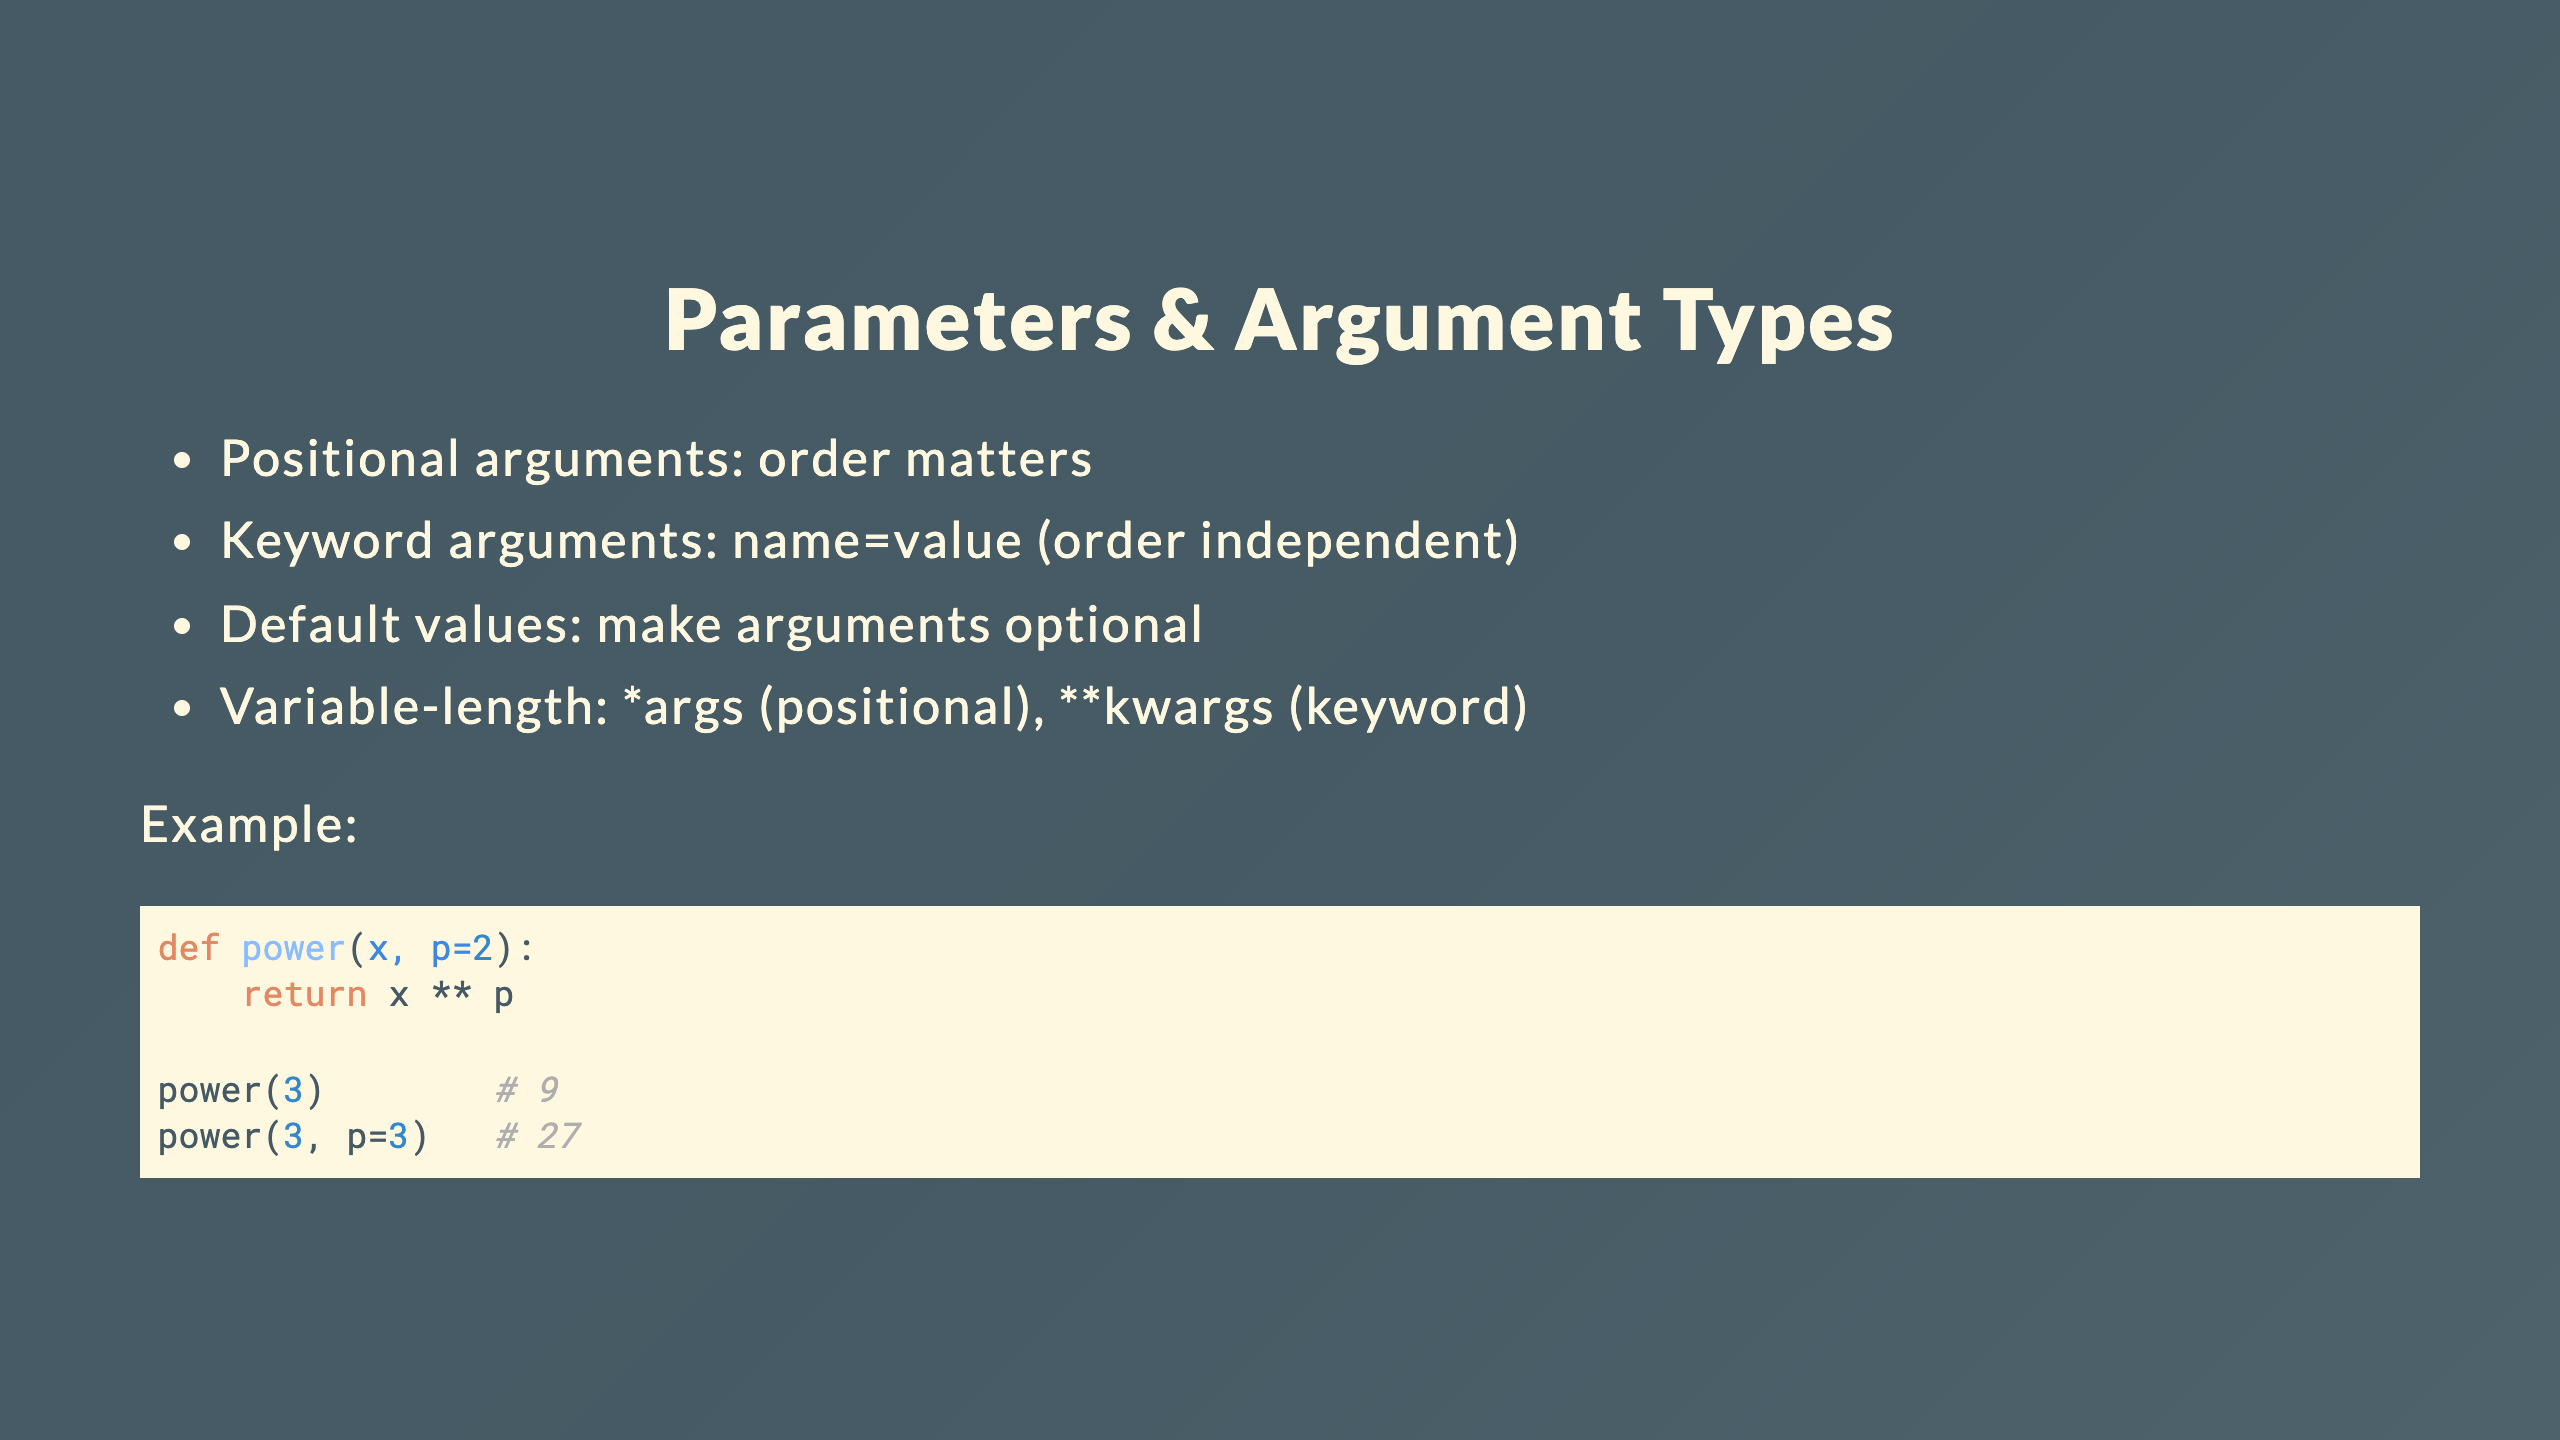 Parameters & Argument Types
• Positional arguments: order matters
• Keyword arguments: name=value (order independent)
• Default values: make arguments optional
• Variable-length: *args (positional), **kwargs (keyword)
Example:
def power(x, p=2):
    return x ** p

power(3)        # 9
power(3, p=3)   # 27